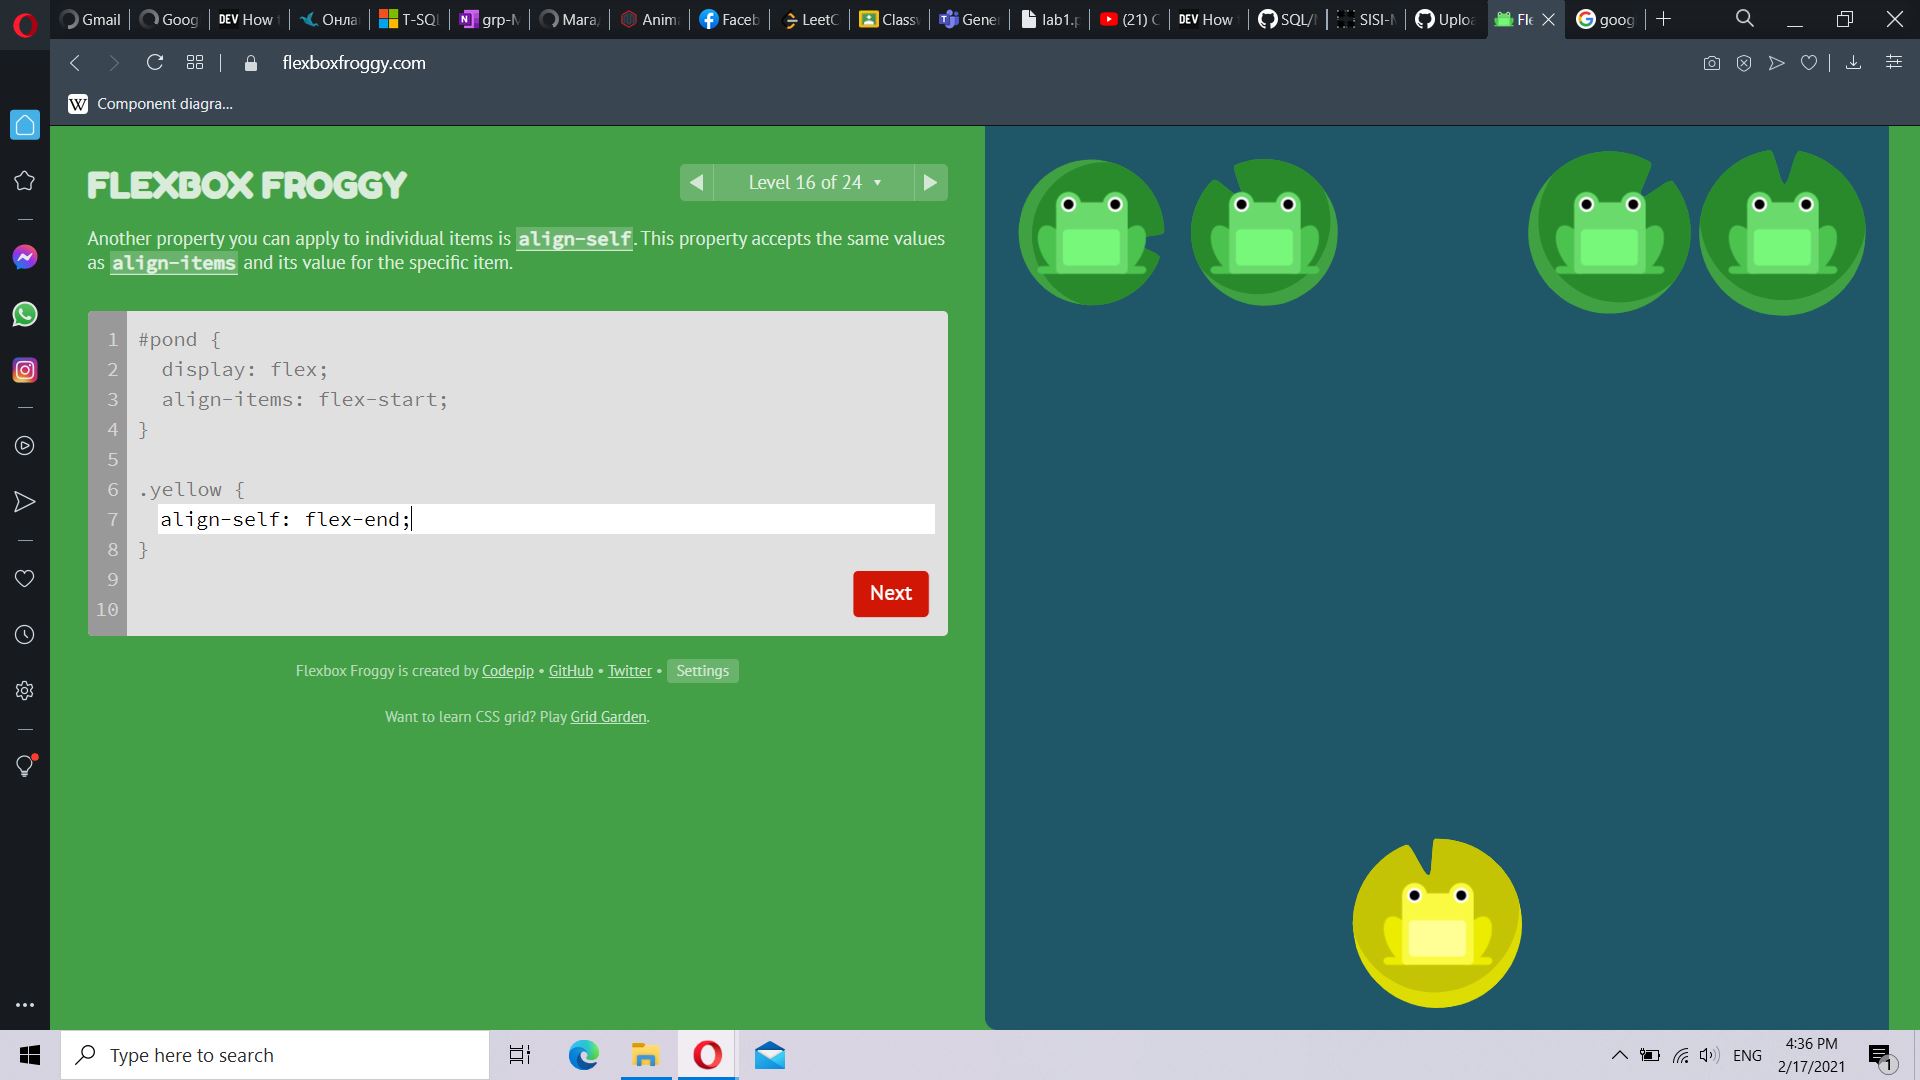 Gmail Goog DEV How Онла T-SQL N grp-M Mara Anim Faceb LeetC Classv Gener lab1.p (21) DEV How SQL/ SISI-N Uploa Fle goog
flexboxfroggy.com
W Component diagra...
FLEXBOX FROGGY
Level 16 of 24
Another property you can apply to individual items is align-self. This property accepts the same values
as align-items and its value for the specific item.
1 #pond {
2 display: flex;
3 align-items: flex-start;
4 }
5
6 .yellow {
7 align-self: flex-end;
8 }
9
10
Next
Flexbox Froggy is created by Codepip • GitHub • Twitter • Settings
Want to learn CSS grid? Play Grid Garden.
Type here to search
ENG
4:36 PM
2/17/2021
1